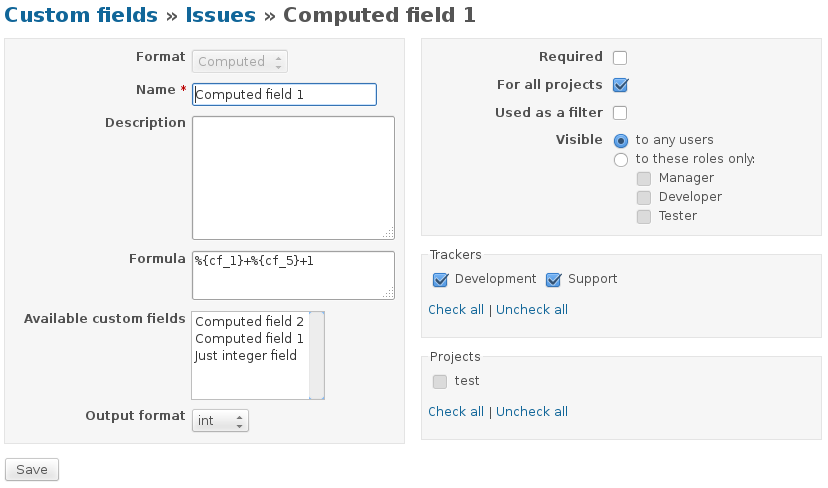 Custom fields » Issues » Computed field 1
Format
Computed
Name *
Computed field 1
Description
Formula
%{cf_1}+%{cf_5}+1
Available custom fields
Computed field 2
Computed field 1
Just integer field
Output format
int
Save
Required
For all projects
Used as a filter
Visible
to any users
to these roles only:
Manager
Developer
Tester
Trackers
Development
Support
Check all | Uncheck all
Projects
test
Check all | Uncheck all